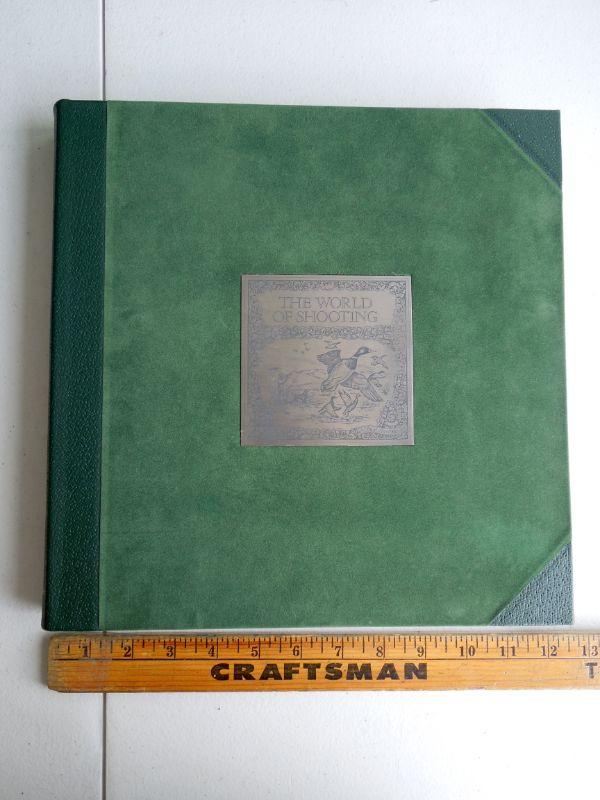 THE WORLD
OF SHOOTING
1 2 3 4 5 6 7 8 9 10 11 12 13
CRAFTSMAN T